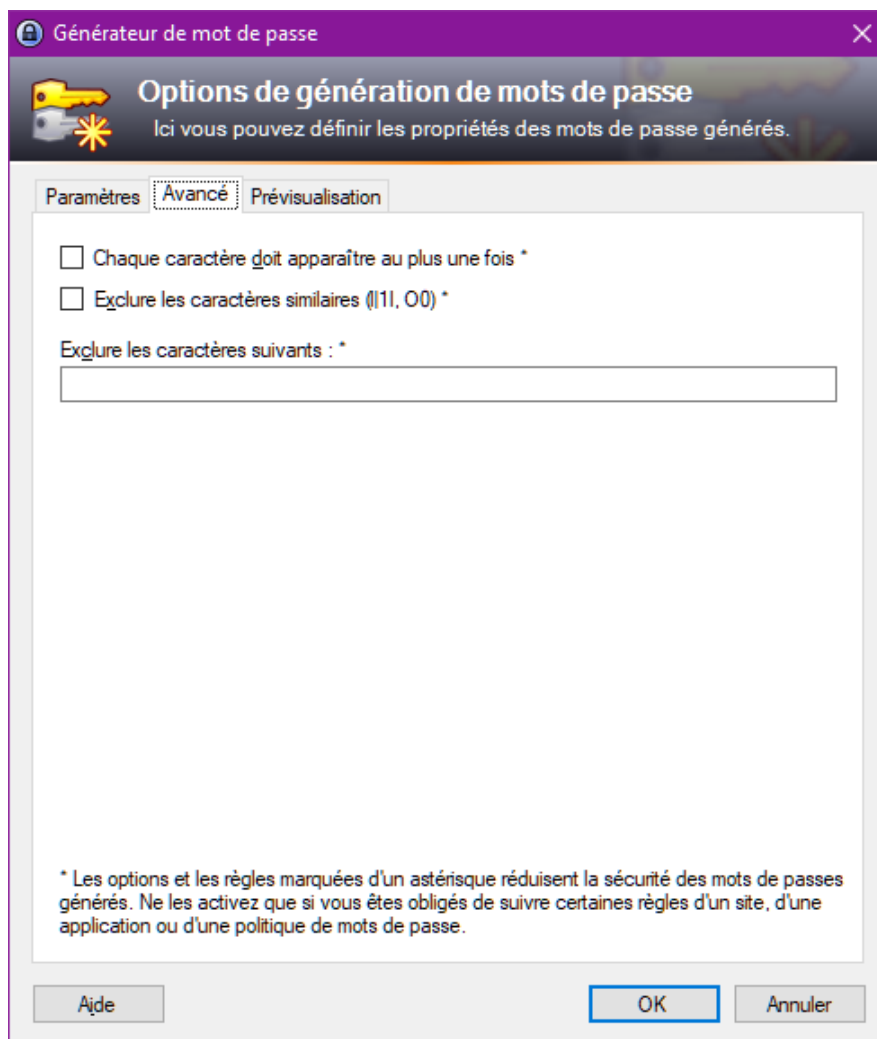 Générateur de mot de passe
Options de génération de mots de passe
Ici vous pouvez définir les propriétés des mots de passe générés.
Paramètres Avancé Prévisualisation
Chaque caractère doit apparaître au plus une fois *
Exclure les caractères similaires (l|1I, O0) *
Exclure les caractères suivants : *
* Les options et les règles marquées d'un astérisque réduisent la sécurité des mots de passes
générés. Ne les activez que si vous êtes obligés de suivre certaines règles d'un site, d'une
application ou d'une politique de mots de passe.
Aide OK Annuler